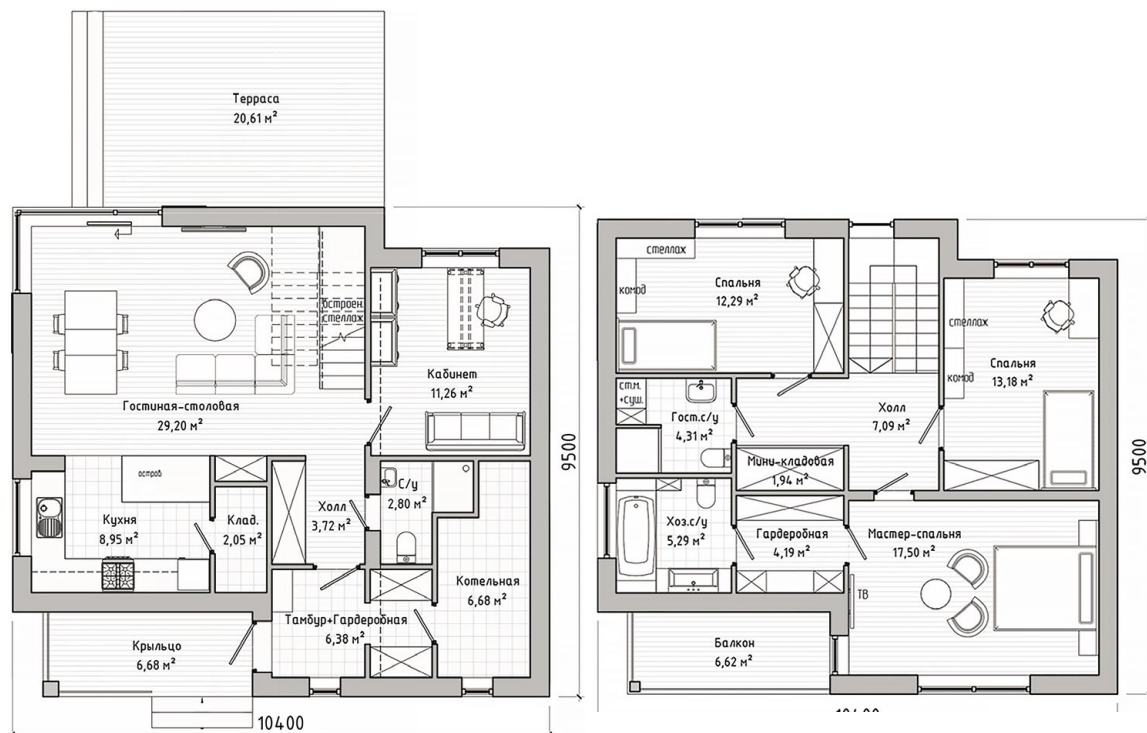 Терраса
20,61 м²
встроен.
стеллаж
Кабинет
11,26 м²
Гостиная-столовая
29,20 м²
остров
Кухня
8,95 м²
Клад.
2,05 м²
Холл
3,72 м²
С/у
2,80 м²
Котельная
6,68 м²
Тамбур+Гардеробная
6,38 м²
Крыльцо
6,68 м²
9500
10400
стеллаж
комод
Спальня
12,29 м²
стеллаж
комод
Спальня
13,18 м²
ст.м.
+суш.
Гост.с/у
4,31 м²
Холл
7,09 м²
Мини-кладовая
1,94 м²
Хоз.с/у
5,29 м²
Гардеробная
4,19 м²
Мастер-спальня
17,50 м²
ТВ
Балкон
6,62 м²
9500